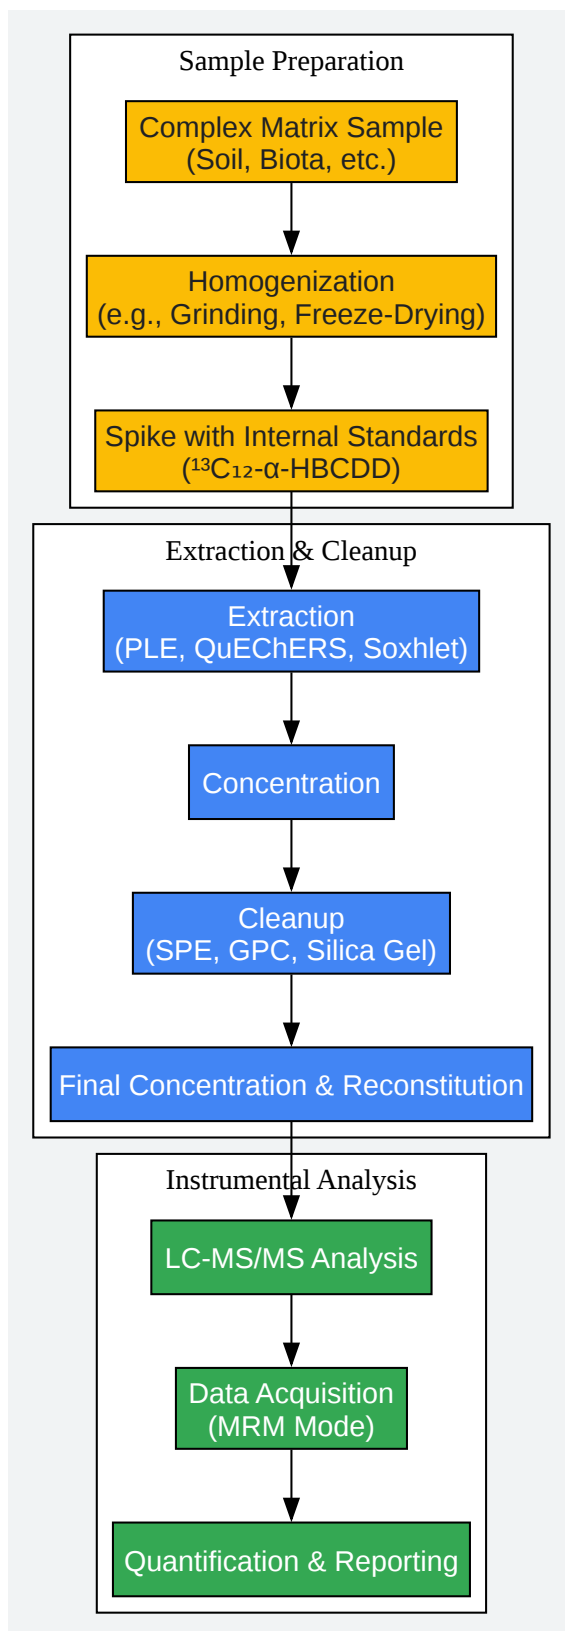 Sample Preparation
Complex Matrix Sample
(Soil, Biota, etc.)
Homogenization
(e.g., Grinding, Freeze-Drying)
Spike with Internal Standards
(¹³C₁₂-α-HBCDD)
Extraction & Cleanup
Extraction
(PLE, QuEChERS, Soxhlet)
Concentration
Cleanup
(SPE, GPC, Silica Gel)
Final Concentration & Reconstitution
Instrumental Analysis
LC-MS/MS Analysis
Data Acquisition
(MRM Mode)
Quantification & Reporting